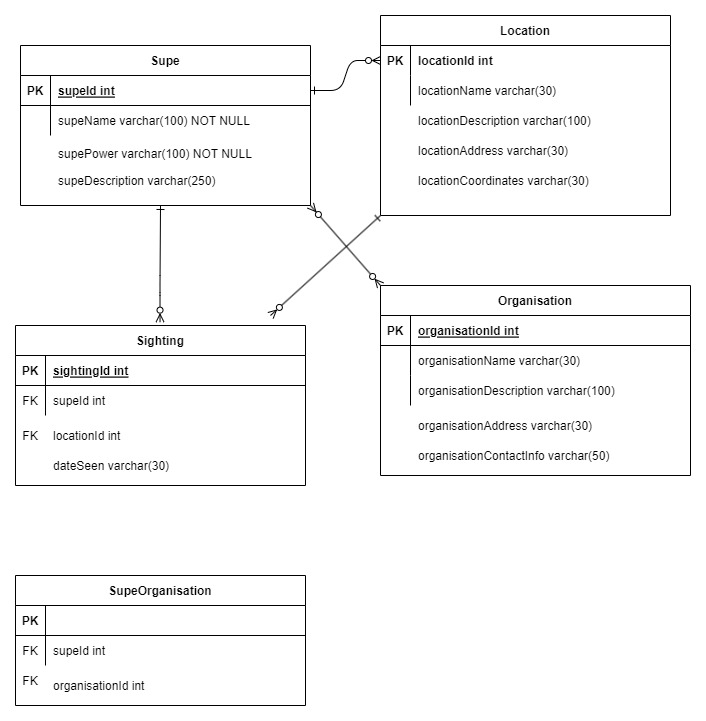 Supe
PK supeId int
supeName varchar(100) NOT NULL
supePower varchar(100) NOT NULL
supeDescription varchar(250)
Location
PK locationId int
locationName varchar(30)
locationDescription varchar(100)
locationAddress varchar(30)
locationCoordinates varchar(30)
Sighting
PK sightingId int
FK supeId int
FK locationId int
dateSeen varchar(30)
Organisation
PK organisationId int
organisationName varchar(30)
organisationDescription varchar(100)
organisationAddress varchar(30)
organisationContactInfo varchar(50)
SupeOrganisation
PK
FK supeId int
FK organisationId int